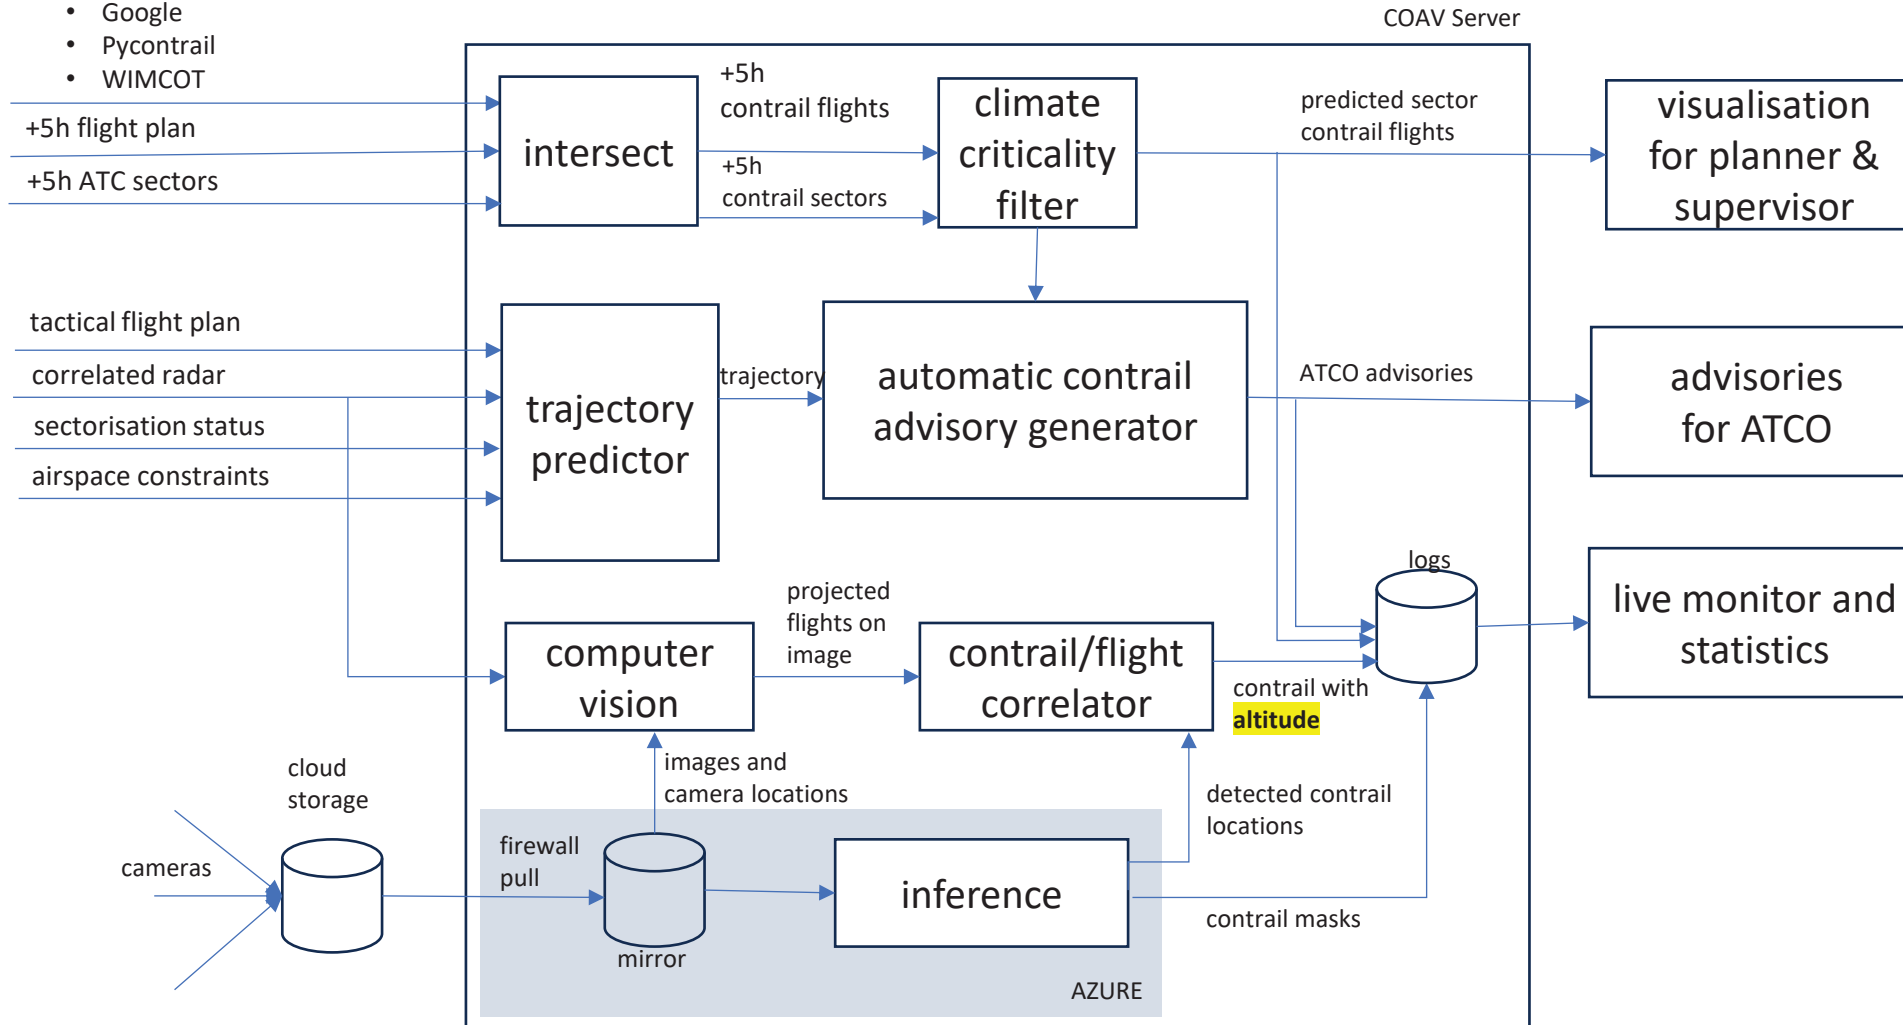 COAV Server
• Google
• Pycontrail
• WIMCOT
+5h flight plan
+5h ATC sectors
intersect
+5h
contrail flights
+5h
contrail sectors
climate
criticality
filter
predicted sector
contrail flights
visualisation
for planner &
supervisor
tactical flight plan
correlated radar
sectorisation status
airspace constraints
trajectory
predictor
trajectory
automatic contrail
advisory generator
ATCO advisories
advisories
for ATCO
logs
live monitor and
statistics
computer
vision
projected
flights on
image
contrail/flight
correlator
contrail with
altitude
images and
camera locations
detected contrail
locations
cloud
storage
cameras
firewall
pull
mirror
inference
contrail masks
AZURE